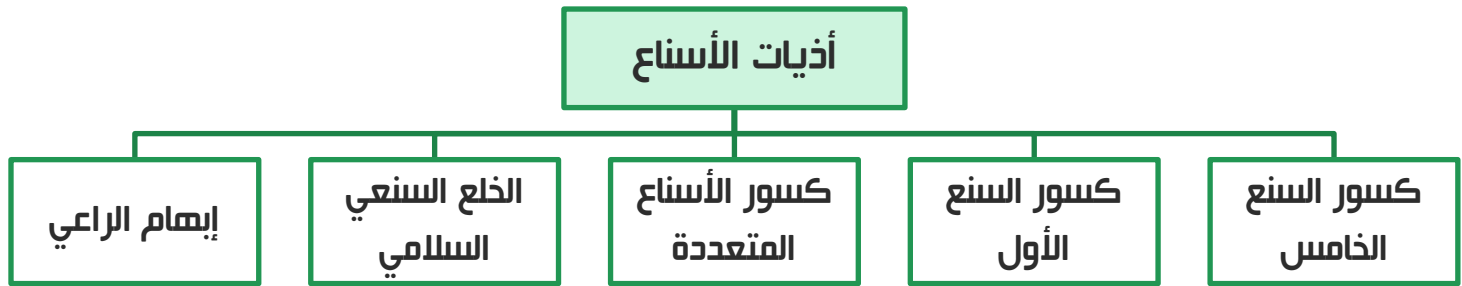 أذيات الأسناع
كسور السنع
الخامس
كسور السنع
الأول
كسور الأسناع
المتعددة
الخلع السنعي
السلامي
إبهام الراعي